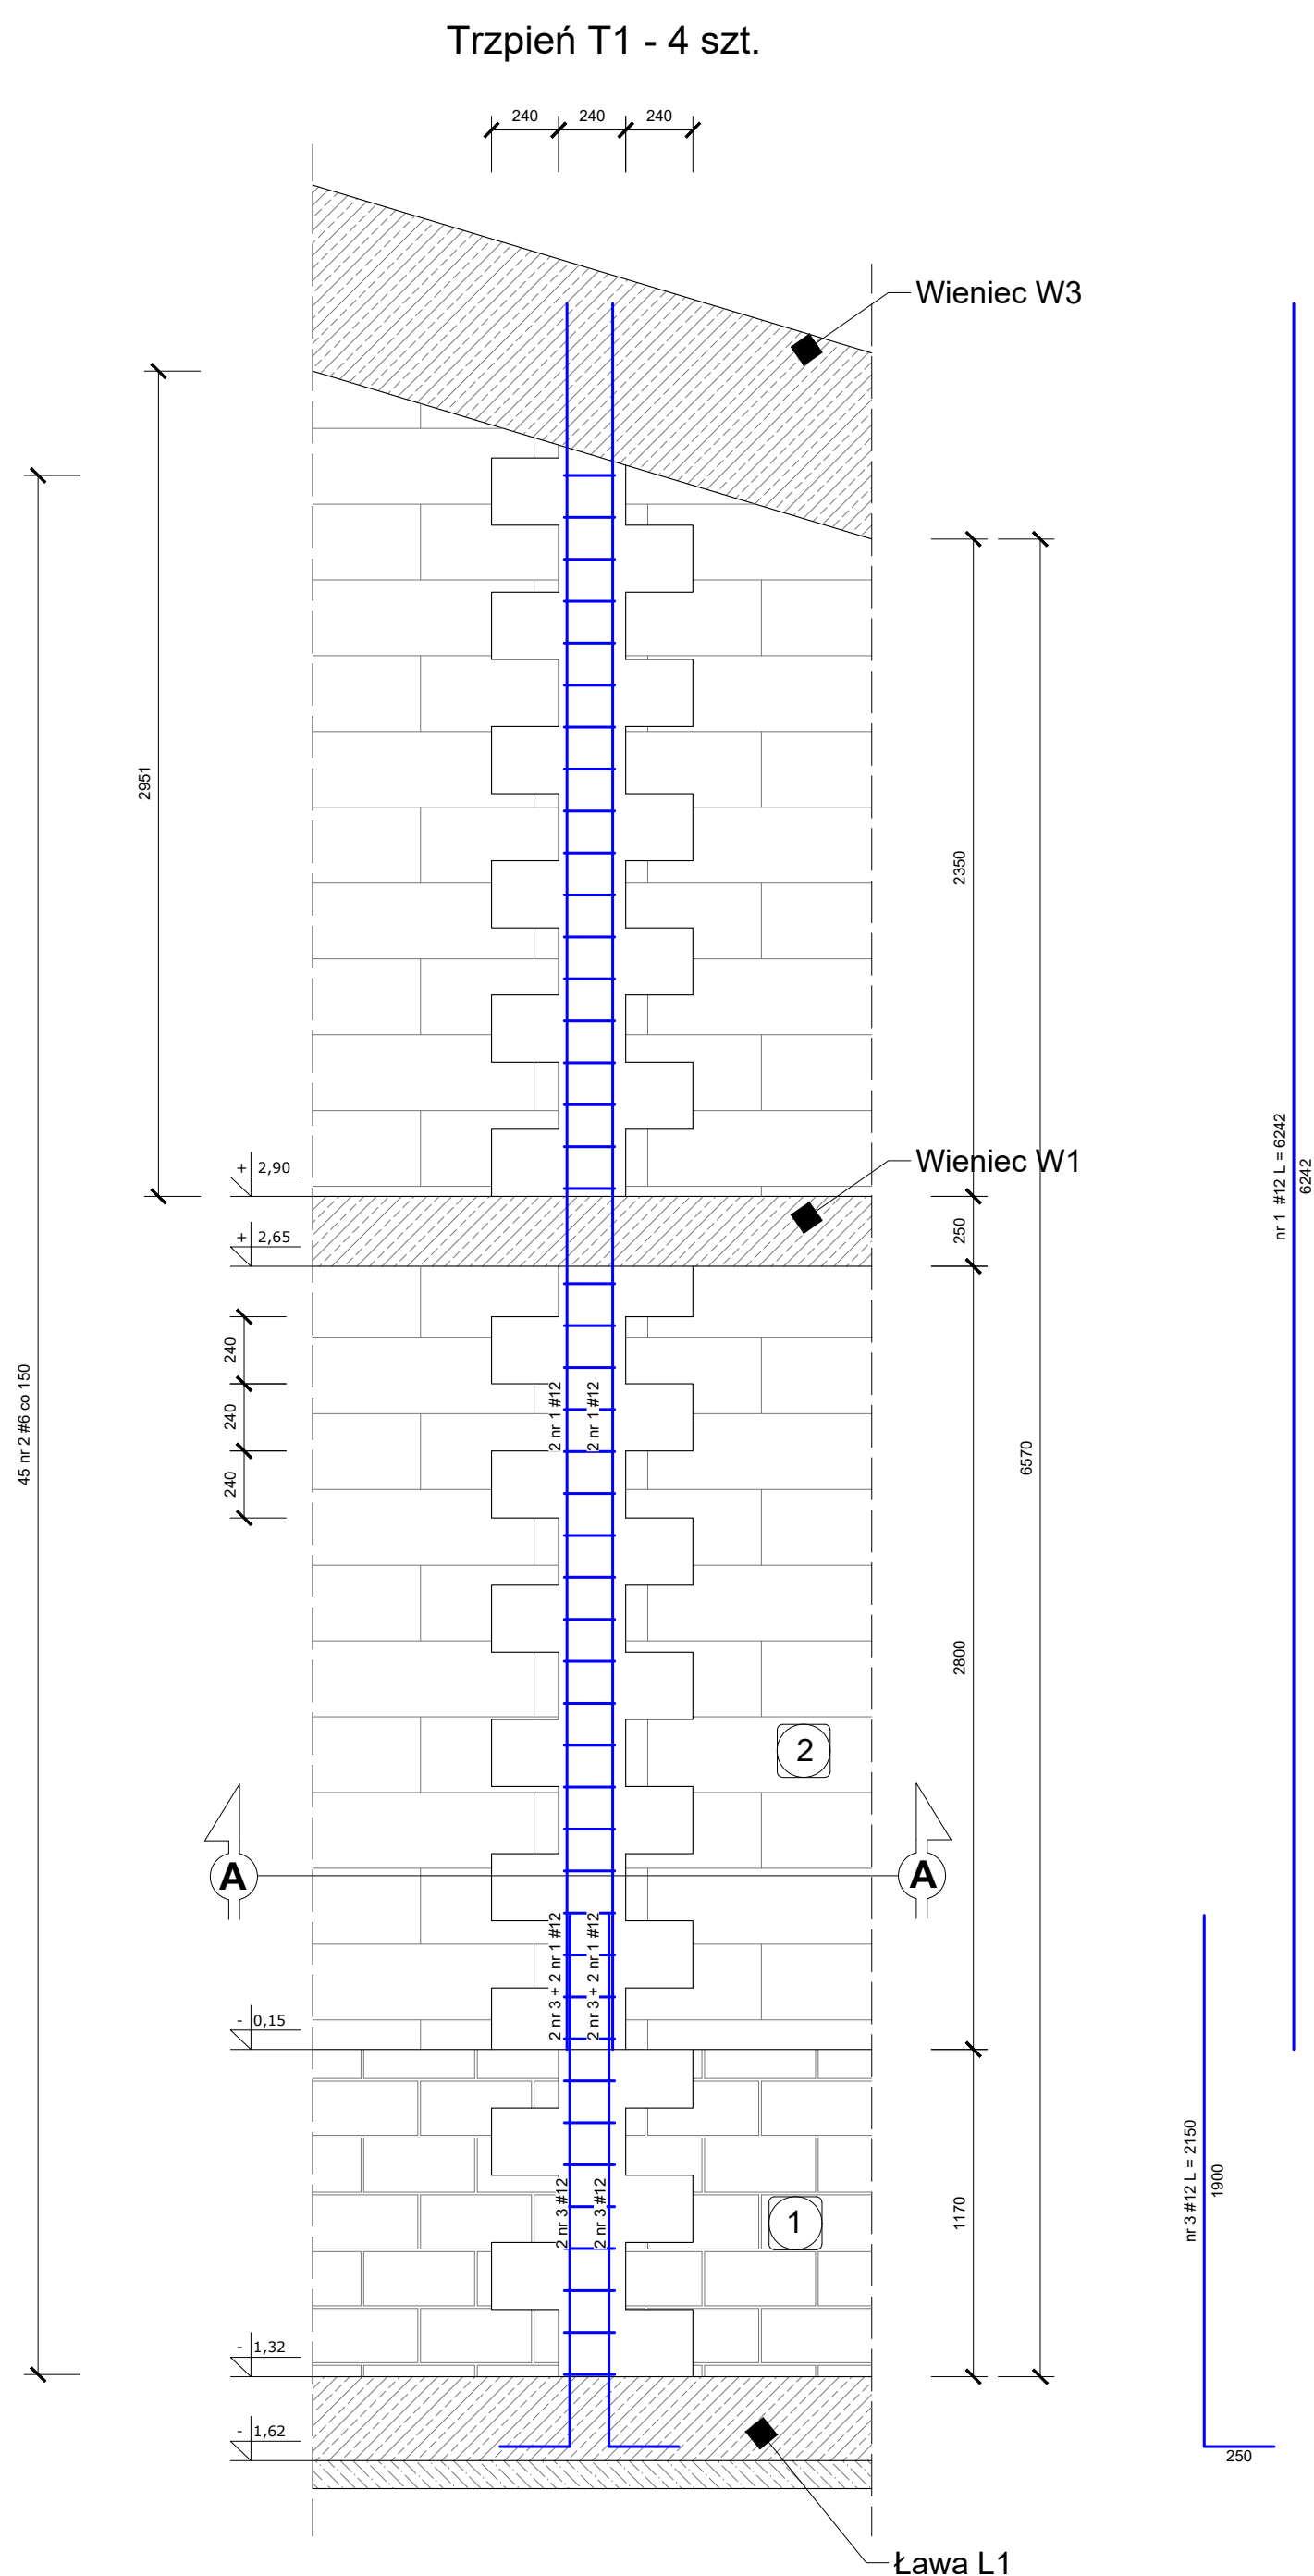 Trzpień T1 - 4 szt.
240 240 240
Wieniec W3
2951
2350
nr 1 #12 L = 6242
6242
Wieniec W1
+ 2,90
+ 2,65
250
240
240
240
45 nr 2 #6 co 150
2 nr 1 #12
2 nr 1 #12
6570
2800
2
A
A
2 nr 3 + 2 nr 1 #12
2 nr 3 + 2 nr 1 #12
- 0,15
nr 3 #12 L = 2150
1900
2 nr 3 #12
2 nr 3 #12
1
1170
- 1,32
- 1,62
250
Ława L1